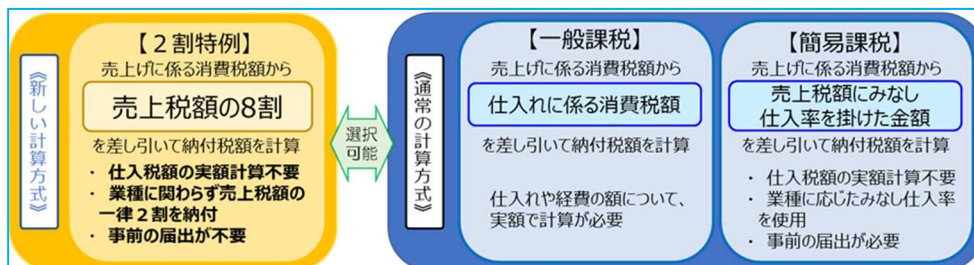 《新しい計算方式》
【2割特例】
売上げに係る消費税額から
売上税額の8割
を差し引いて納付税額を計算
・ 仕入税額の実額計算不要
・ 業種に関わらず売上税額の
一律2割を納付
・ 事前の届出が不要
選択
可能
《通常の計算方式》
【一般課税】
売上げに係る消費税額から
仕入れに係る消費税額
を差し引いて納付税額を計算
仕入れや経費の額について、
実額で計算が必要
【簡易課税】
売上げに係る消費税額から
売上税額にみなし
仕入率を掛けた金額
を差し引いて納付税額を計算
・ 仕入税額の実額計算不要
・ 業種に応じたみなし仕入率
を使用
・ 事前の届出が必要